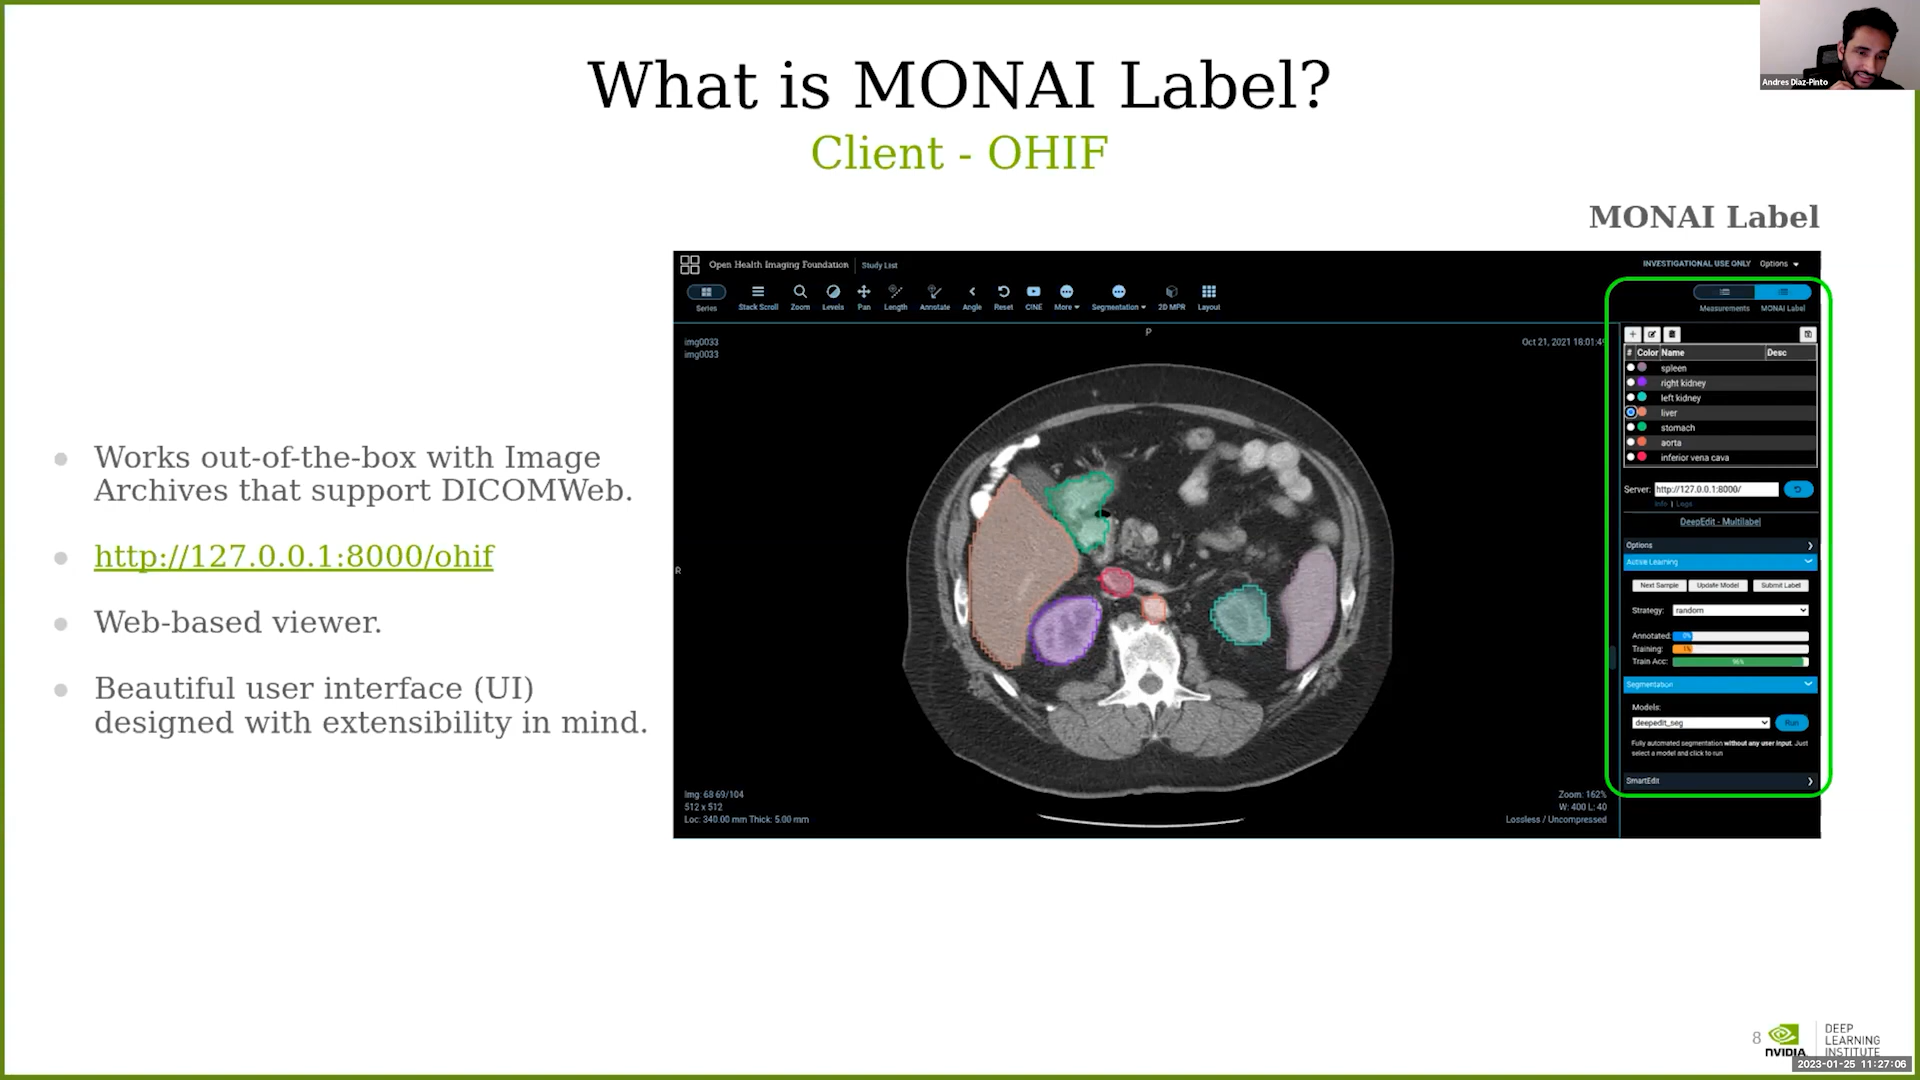 What is MONAI Label?
Client - OHIF
Andres Diaz-Pinto
MONAI Label
Works out-of-the-box with Image
Archives that support DICOMWeb.
http://127.0.0.1:8000/ohif
Web-based viewer.
Beautiful user interface (UI)
designed with extensibility in mind.
Open Health Imaging Foundation
Study List
INVESTIGATIONAL USE ONLY
Options
Series
Stack Scroll
Zoom
Levels
Pan
Length
Annotate
Angle
Reset
CINE
More
Segmentation
2D MPR
Layout
Measurements
MONAI Label
img0033
img0033
P
Oct 21, 2021 18:01:49
R
Img: 68 69/104
512 x 512
Loc: 340.00 mm Thick: 5.00 mm
Zoom: 162%
W: 400 L: 40
Lossless / Uncompressed
# Color Name Desc
spleen
right kidney
left kidney
liver
stomach
aorta
inferior vena cava
Server: http://127.0.0.1:8000/
Info | Logs
DeepEdit - Multilabel
Options
Active Learning
Next Sample Update Model Submit Label
Strategy: random
Annotated: 0%
Training: 1%
Train Acc: 96%
Segmentation
Models:
deepedit_seg
Run
Fully automated segmentation without any user input. Just
select a model and click to run
SmartEdit
8
NVIDIA
DEEP
LEARNING
INSTITUTE
2023-01-25 11:27:06